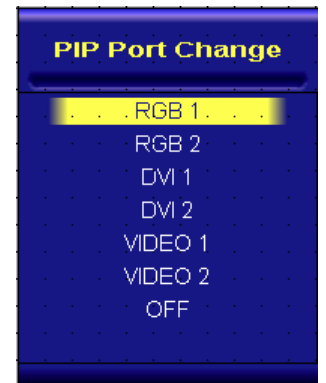 PIP Port Change
RGB 1
RGB 2
DVI 1
DVI 2
VIDEO 1
VIDEO 2
OFF